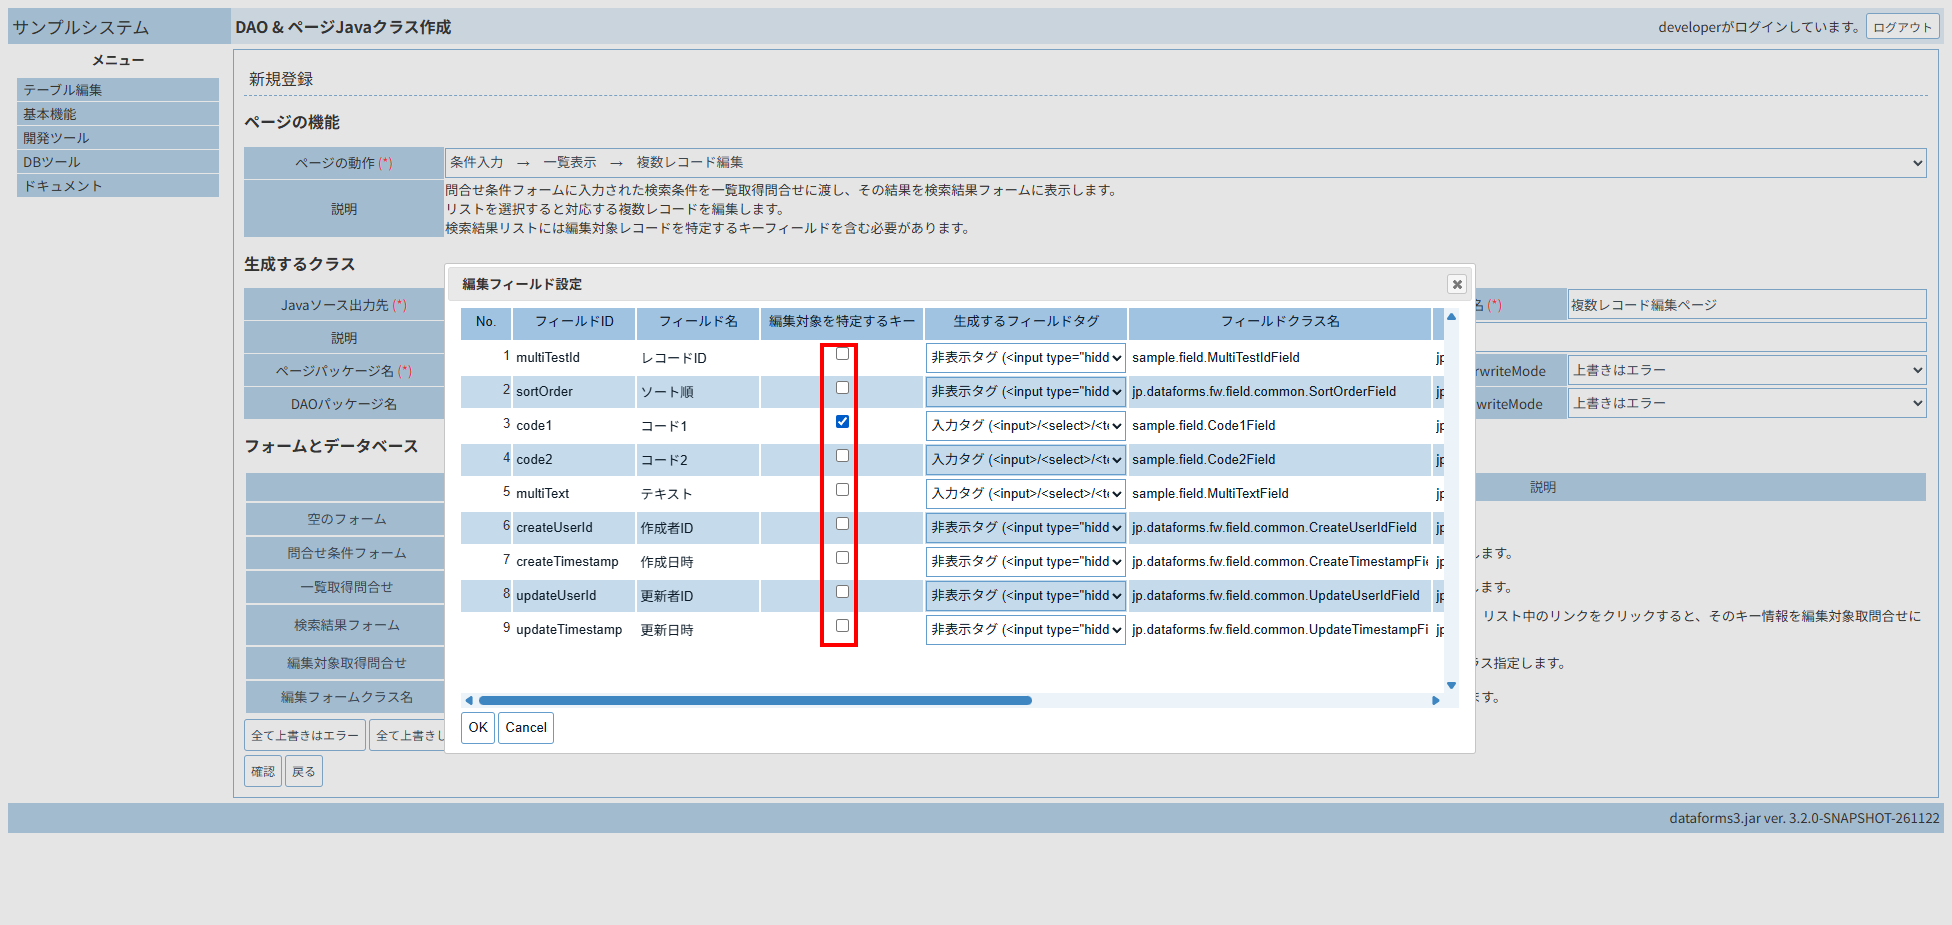 サンプルシステム
DAO & ページJavaクラス作成
developerがログインしています。 ログアウト
メニュー
テーブル編集
基本機能
開発ツール
DBツール
ドキュメント
新規登録
ページの機能
ページの動作 (*) 条件入力 → 一覧表示 → 複数レコード編集
説明
問合せ条件フォームに入力された検索条件を一覧取得問合せに渡し、その結果を検索結果フォームに表示します。
リストを選択すると対応する複数レコードを編集します。
検索結果リストには編集対象レコードを特定するキーフィールドを含む必要があります。
生成するクラス
Javaソース出力先 (*)
名 (*) 複数レコード編集ページ
説明
ページパッケージ名 (*)
rwriteMode 上書きはエラー
DAOパッケージ名
writeMode 上書きはエラー
フォームとデータベース
説明
空のフォーム
問合せ条件フォーム
します。
一覧取得問合せ
します。
検索結果フォーム
リスト中のリンクをクリックすると、そのキー情報を編集対象取問合せに
編集対象取得問合せ
ラス指定します。
編集フォームクラス名
ます。
全て上書きはエラー 全て上書きし
確認 戻る
編集フィールド設定
No. フィールドID フィールド名 編集対象を特定するキー 生成するフィールドタグ フィールドクラス名
1 multiTestId レコードID 非表示タグ (<input type="hidd sample.field.MultiTestIdField jp
2 sortOrder ソート順 非表示タグ (<input type="hidd jp.dataforms.fw.field.common.SortOrderField jp
3 code1 コード1 入力タグ (<input>/<select>/<te sample.field.Code1Field jp
4 code2 コード2 入力タグ (<input>/<select>/<te sample.field.Code2Field jp
5 multiText テキスト 入力タグ (<input>/<select>/<te sample.field.MultiTextField jp
6 createUserId 作成者ID 非表示タグ (<input type="hidd jp.dataforms.fw.field.common.CreateUserIdField jp
7 createTimestamp 作成日時 非表示タグ (<input type="hidd jp.dataforms.fw.field.common.CreateTimestampFie jp
8 updateUserId 更新者ID 非表示タグ (<input type="hidd jp.dataforms.fw.field.common.UpdateUserIdField jp
9 updateTimestamp 更新日時 非表示タグ (<input type="hidd jp.dataforms.fw.field.common.UpdateTimestampFi jp
OK Cancel
dataforms3.jar ver. 3.2.0-SNAPSHOT-261122